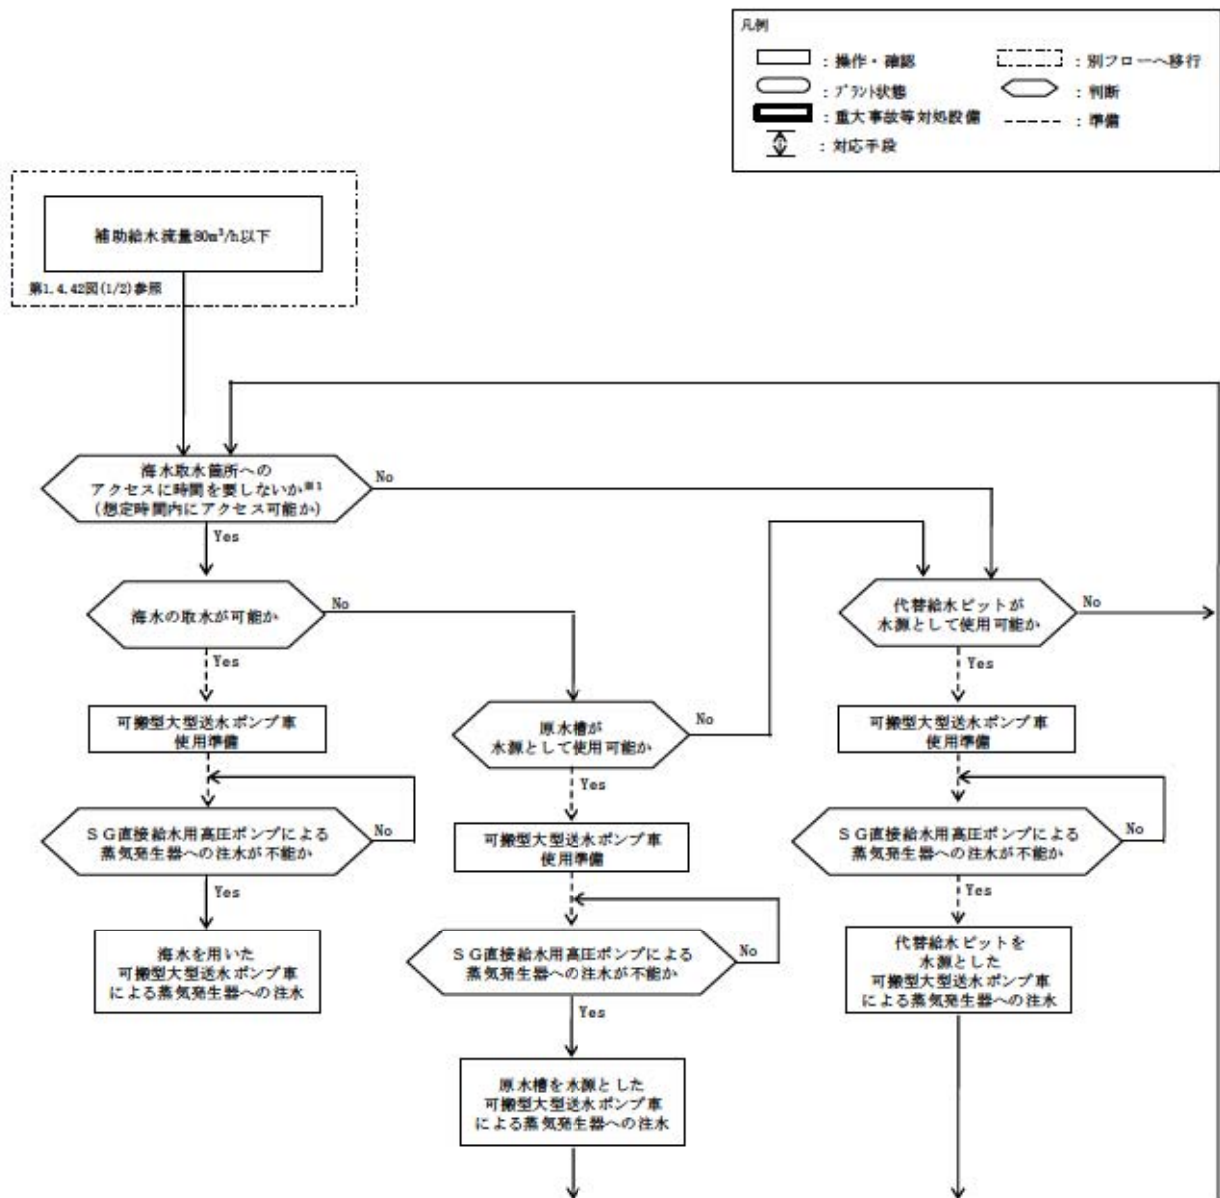 凡例
：操作・確認
：別フローへ移行
：プラント状態
：判断
：重大事故等対処設備
：準備
：対応手段
補助給水流量80m³/h以下
第1.4.42図(1/2)参照
海水取水箇所への
アクセスに時間を要しないか※1
(想定時間内にアクセス可能か)
No
Yes
海水の取水が可能か
No
Yes
可搬型大型送水ポンプ車
使用準備
ＳＧ直接給水用高圧ポンプによる
蒸気発生器への注水が不能か
No
Yes
海水を用いた
可搬型大型送水ポンプ車
による蒸気発生器への注水
原水槽が
水源として使用可能か
No
Yes
可搬型大型送水ポンプ車
使用準備
ＳＧ直接給水用高圧ポンプによる
蒸気発生器への注水が不能か
No
Yes
原水槽を水源とした
可搬型大型送水ポンプ車
による蒸気発生器への注水
代替給水ピットが
水源として使用可能か
No
Yes
可搬型大型送水ポンプ車
使用準備
ＳＧ直接給水用高圧ポンプによる
蒸気発生器への注水が不能か
No
Yes
代替給水ピットを
水源とした
可搬型大型送水ポンプ車
による蒸気発生器への注水